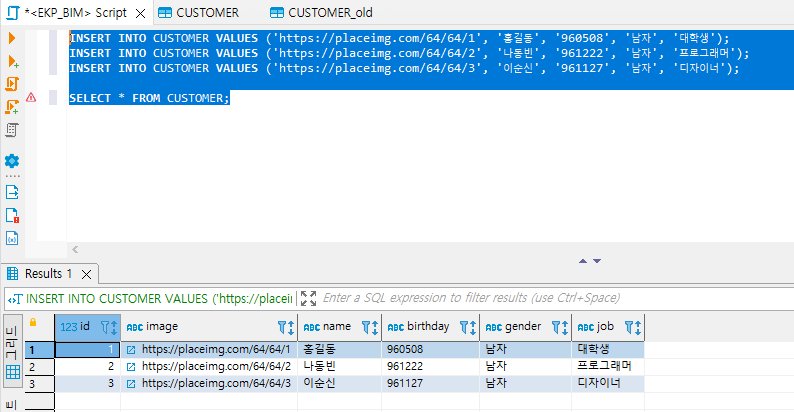 *<EKP_BIM> Script CUSTOMER CUSTOMER_old
INSERT INTO CUSTOMER VALUES ('https://placeimg.com/64/64/1', '홍길동', '960508', '남자', '대학생');
INSERT INTO CUSTOMER VALUES ('https://placeimg.com/64/64/2', '나동빈', '961222', '남자', '프로그래머');
INSERT INTO CUSTOMER VALUES ('https://placeimg.com/64/64/3', '이순신', '961127', '남자', '디자이너');
SELECT * FROM CUSTOMER;
Results 1
INSERT INTO CUSTOMER VALUES ('https://placei Enter a SQL expression to filter results (use Ctrl+Space)
그리드
123 id ABC image ABC name ABC birthday ABC gender ABC job
1 1 https://placeimg.com/64/64/1 홍길동 960508 남자 대학생
2 2 https://placeimg.com/64/64/2 나동빈 961222 남자 프로그래머
3 3 https://placeimg.com/64/64/3 이순신 961127 남자 디자이너